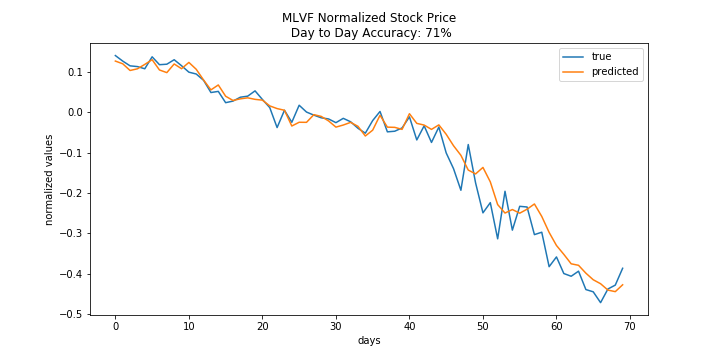 MLVF Normalized Stock Price
Day to Day Accuracy: 71%
true
predicted
normalized values
0.1
0.0
−0.1
−0.2
−0.3
−0.4
−0.5
0 10 20 30 40 50 60 70
days